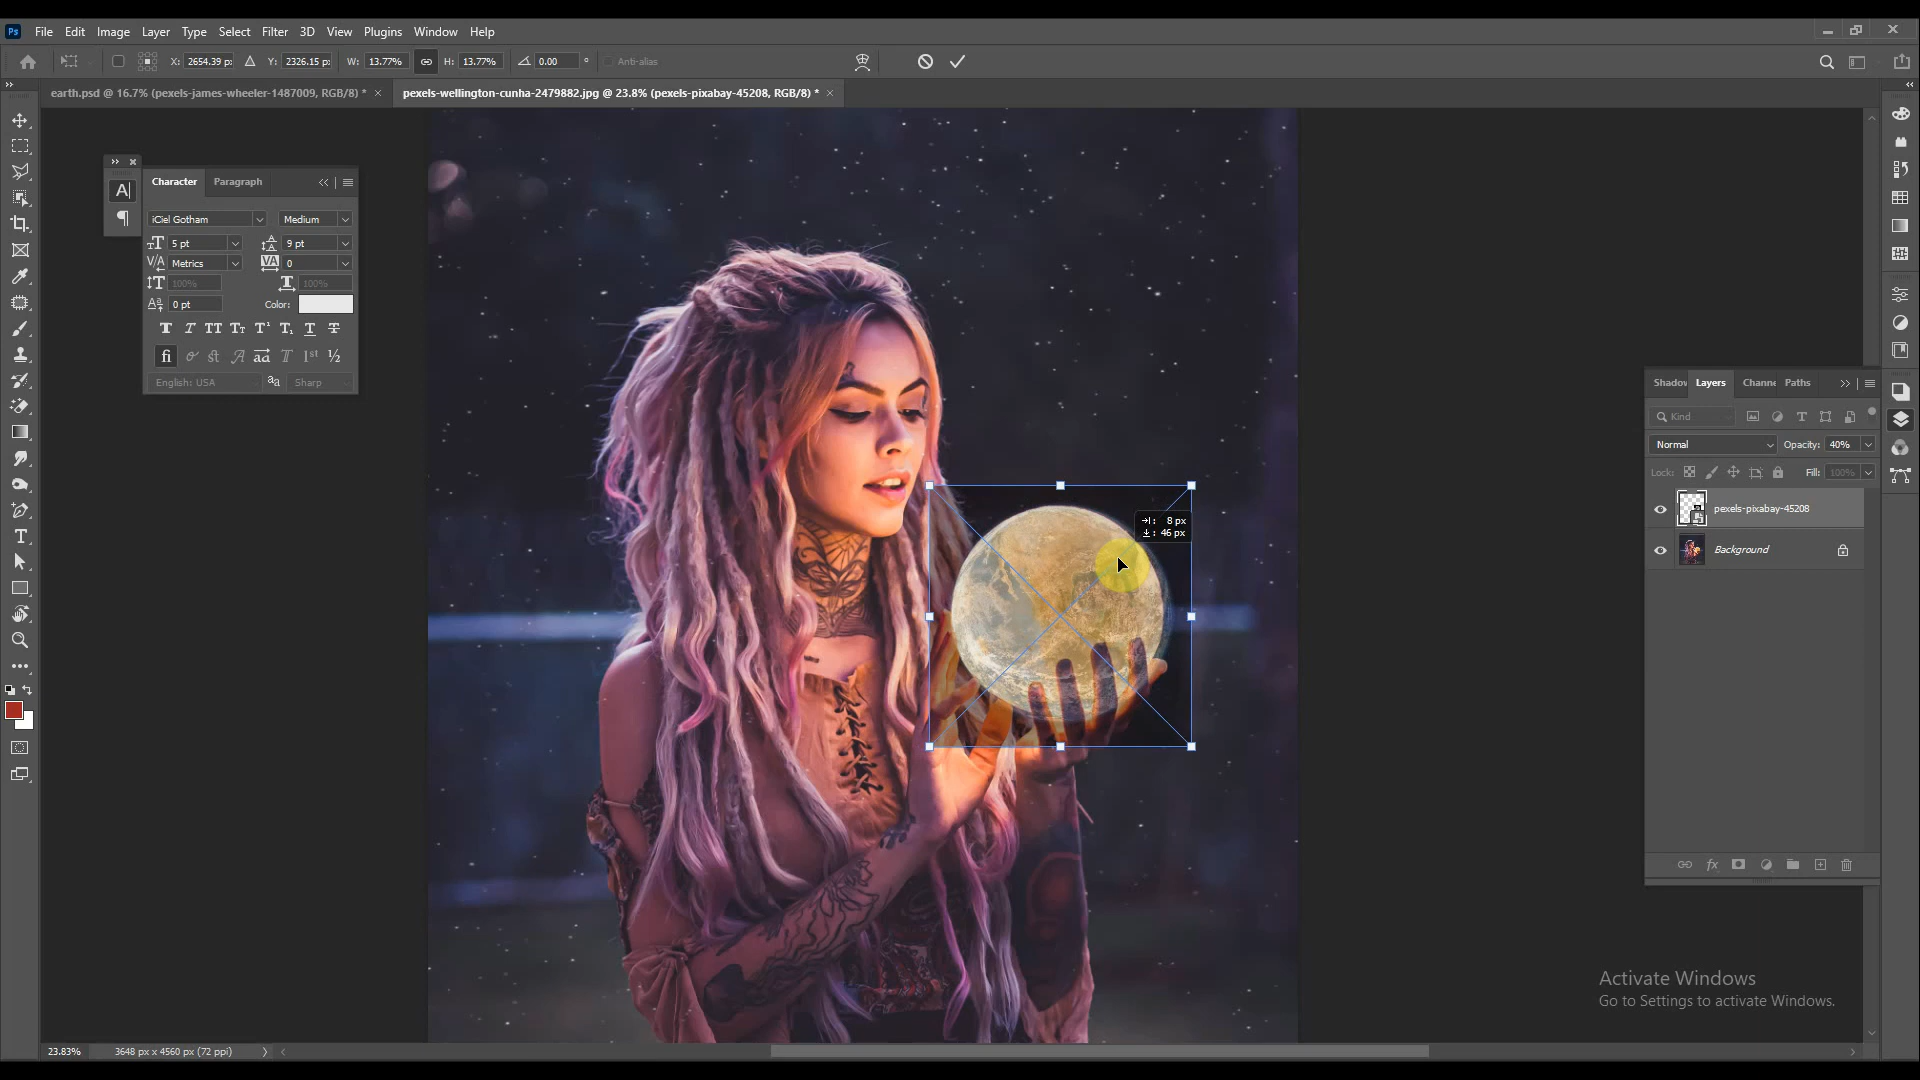 Ps File Edit Image Layer Type Select Filter 3D View Plugins Window Help
X: 2654.39 p: Y: 2326.15 p: W: 13.77% H: 13.77% 0.00 ° Anti-alias
earth.psd @ 16.7% (pexels-james-wheeler-1487009, RGB/8) * ×
pexels-wellington-cunha-2479882.jpg @ 23.8% (pexels-pixabay-45208, RGB/8) * ×
Character Paragraph
iCiel Gotham Medium
5 pt 9 pt
Metrics 0
100% 100%
0 pt Color:
English: USA Sharp
8 px
46 px
Shadow Layers Channe Paths
Kind
Normal Opacity: 40%
Lock: Fill: 100%
pexels-pixabay-45208
Background
Activate Windows
Go to Settings to activate Windows.
23.83% 3648 px x 4560 px (72 ppi)